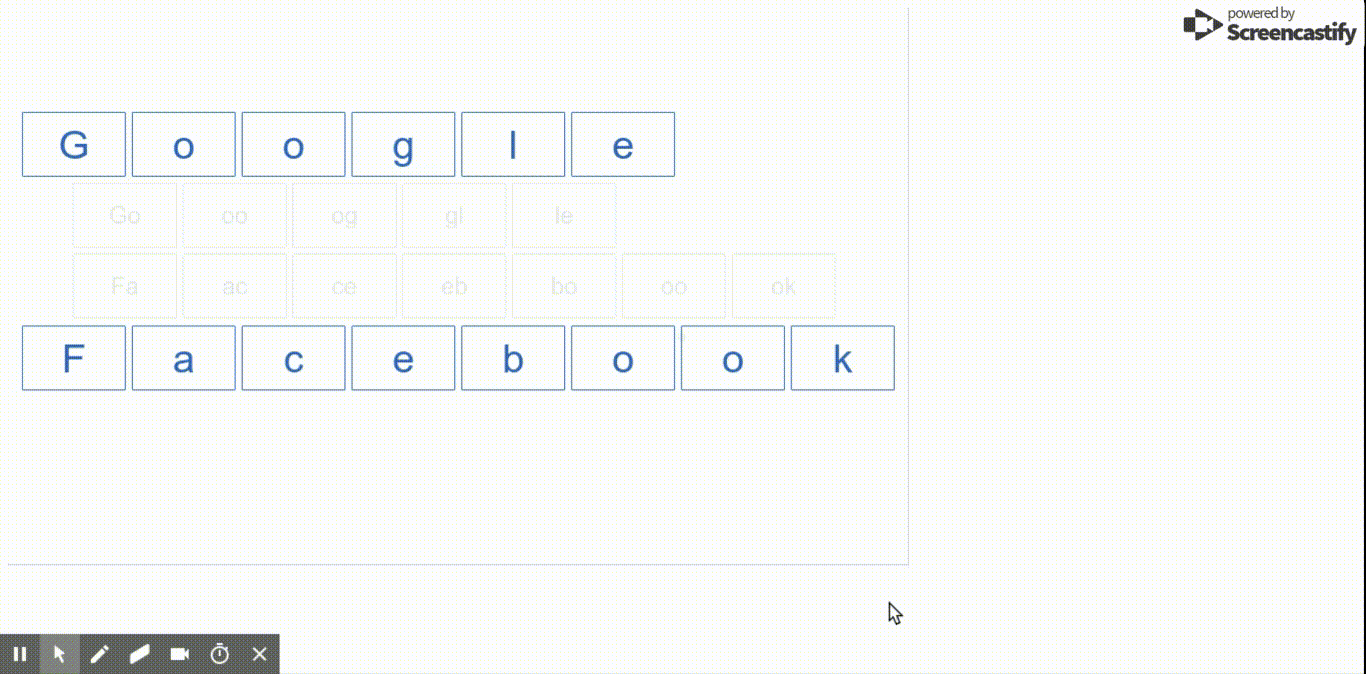 powered by
Screencastify
G o o g l e
Go oo og gl le
Fa ac ce eb bo oo ok
F a c e b o o k